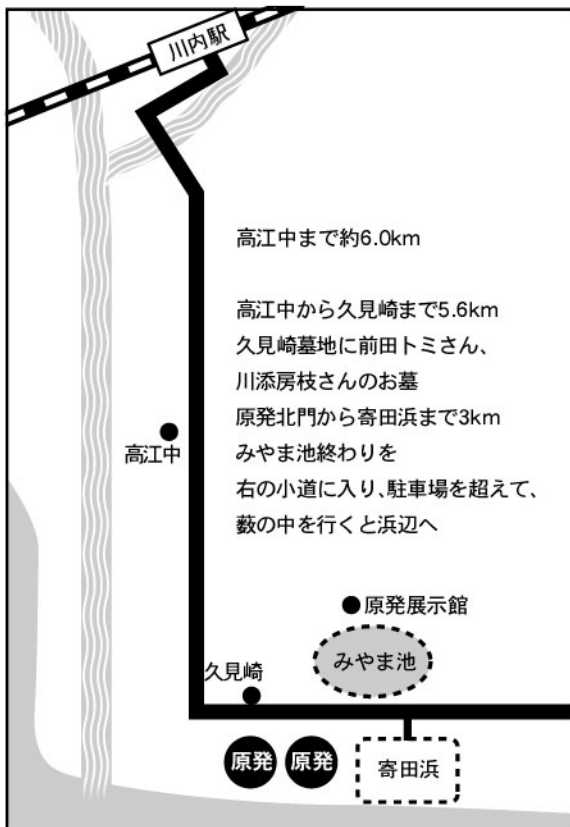 川内駅
高江中まで約6.0km
高江中から久見崎まで5.6km
久見崎墓地に前田トミさん、
川添房枝さんのお墓
原発北門から寄田浜まで3km
みやま池終わりを
右の小道に入り、駐車場を超えて、
藪の中を行くと浜辺へ
高江中
原発展示館
みやま池
久見崎
原発
原発
寄田浜